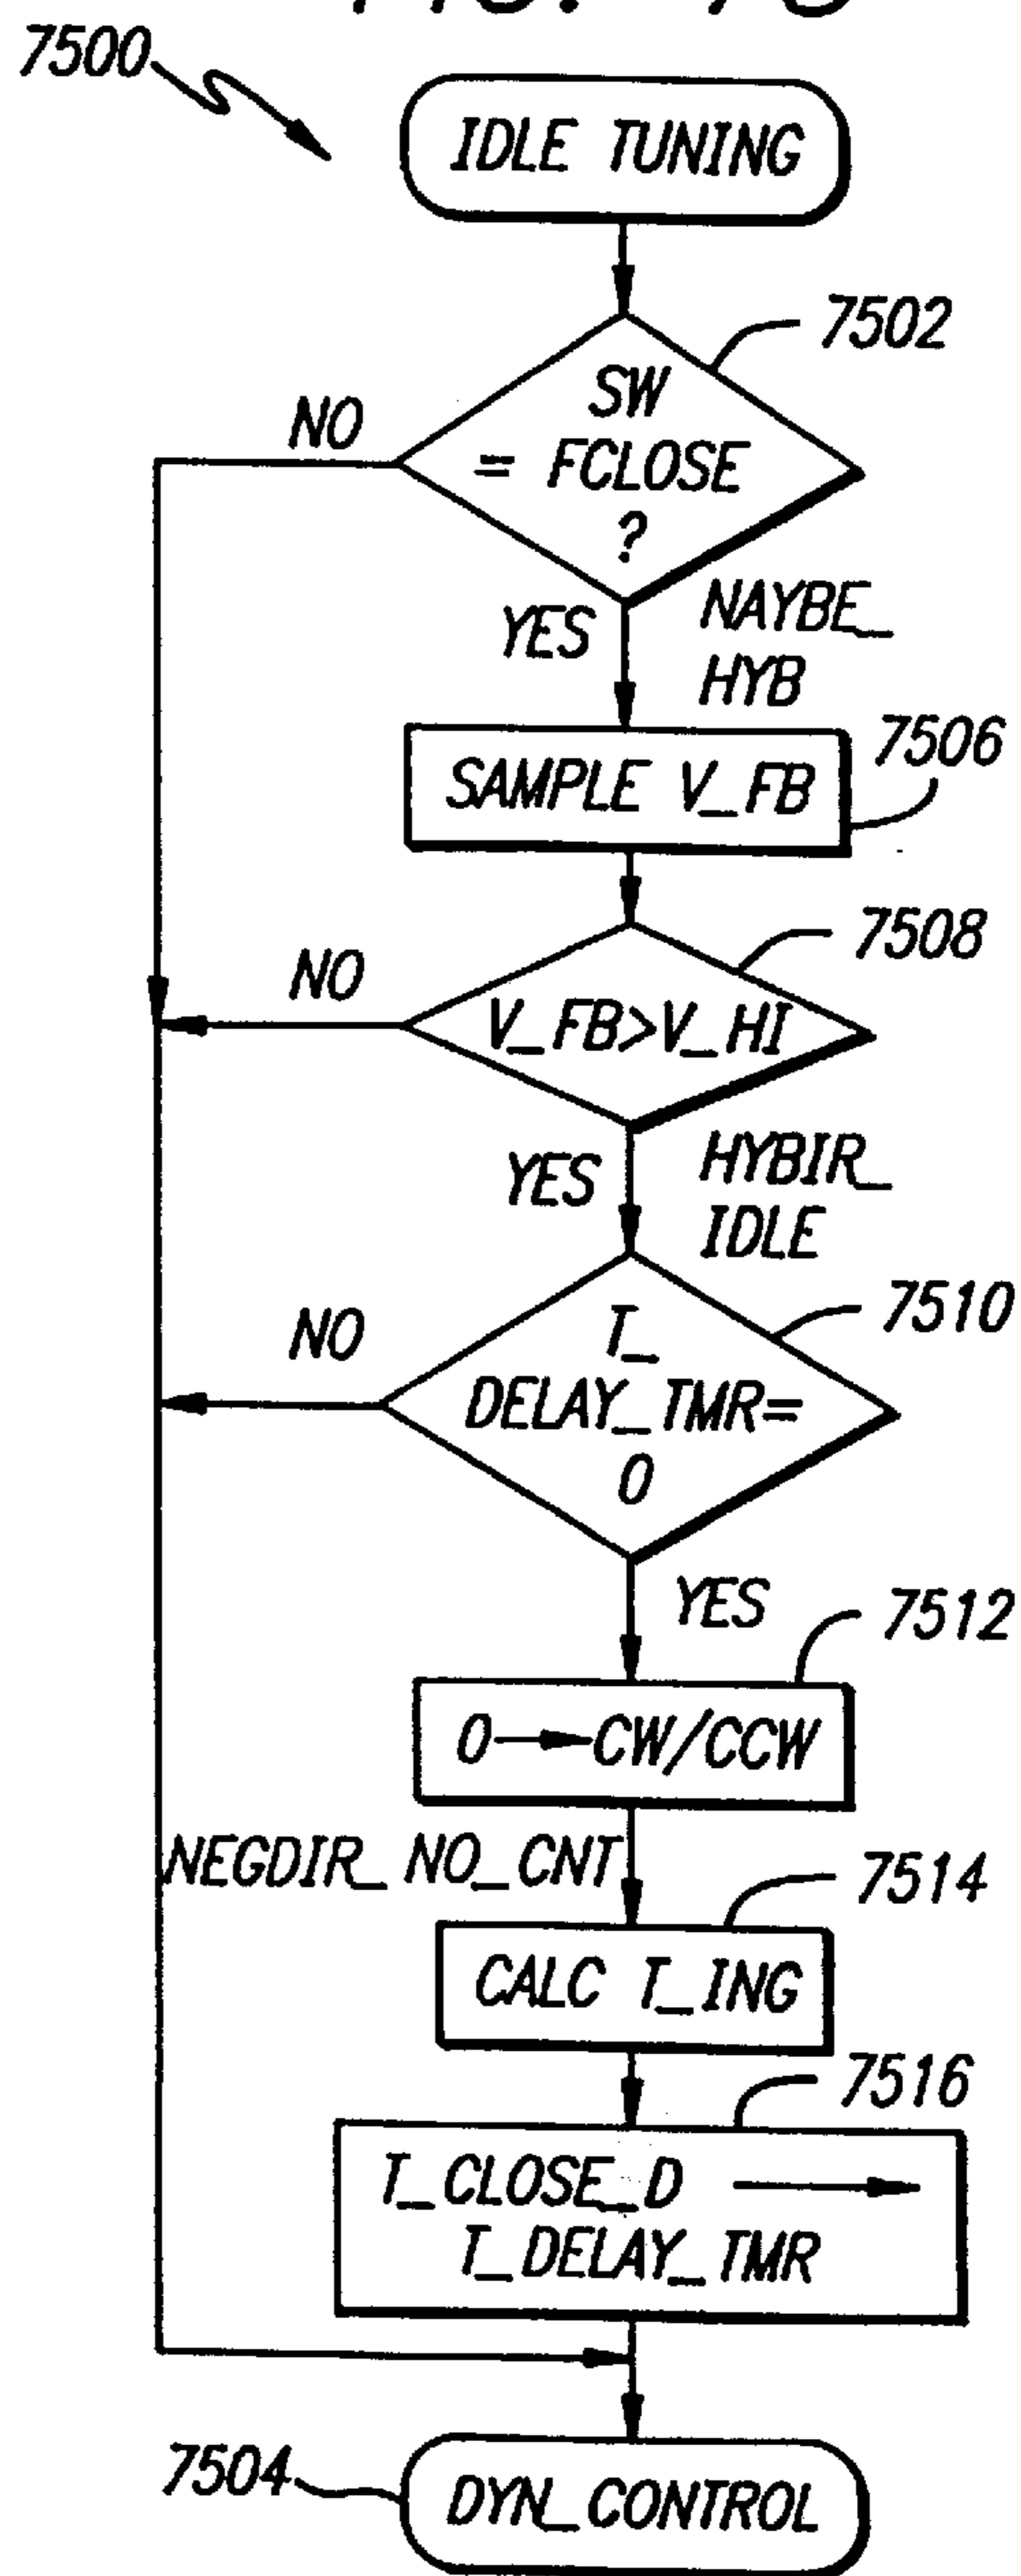 FIG. 75
7500
IDLE TUNING
7502
SW
= FCLOSE
?
NO
YES
NAYBE_
HYB
7506
SAMPLE V_FB
7508
NO
V_FB>V_HI
YES
HYBIR_
IDLE
7510
NO
T_
DELAY_TMR=
0
YES
7512
0→CW/CCW
NEGDIR_NO_CNT
7514
CALC T_ING
7516
T_CLOSE_D →
T_DELAY_TMR
7504
DYN_CONTROL